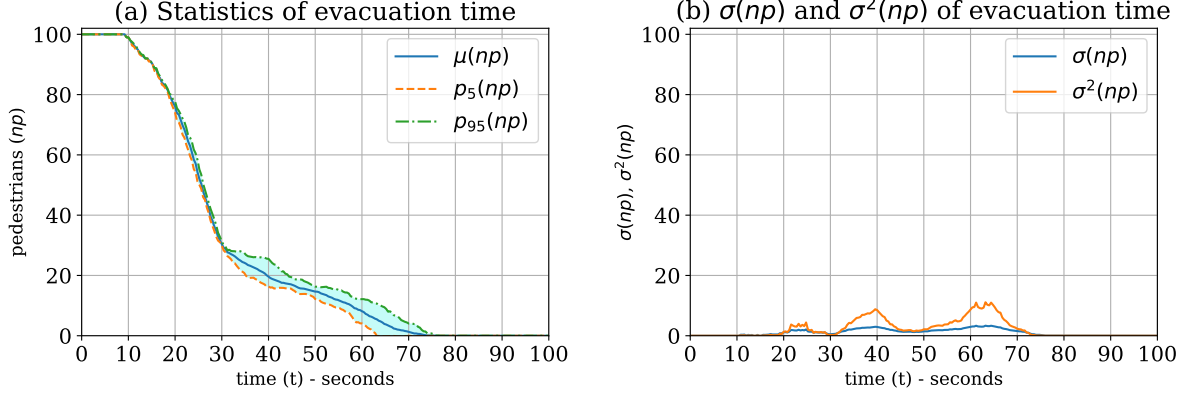 (a) Statistics of evacuation time
100
80
60
40
20
0
pedestrians (np)
μ(np)
p₅(np)
p₉₅(np)
0 10 20 30 40 50 60 70 80 90 100
time (t) - seconds
(b) σ(np) and σ²(np) of evacuation time
100
80
60
40
20
0
σ(np), σ²(np)
σ(np)
σ²(np)
0 10 20 30 40 50 60 70 80 90 100
time (t) - seconds